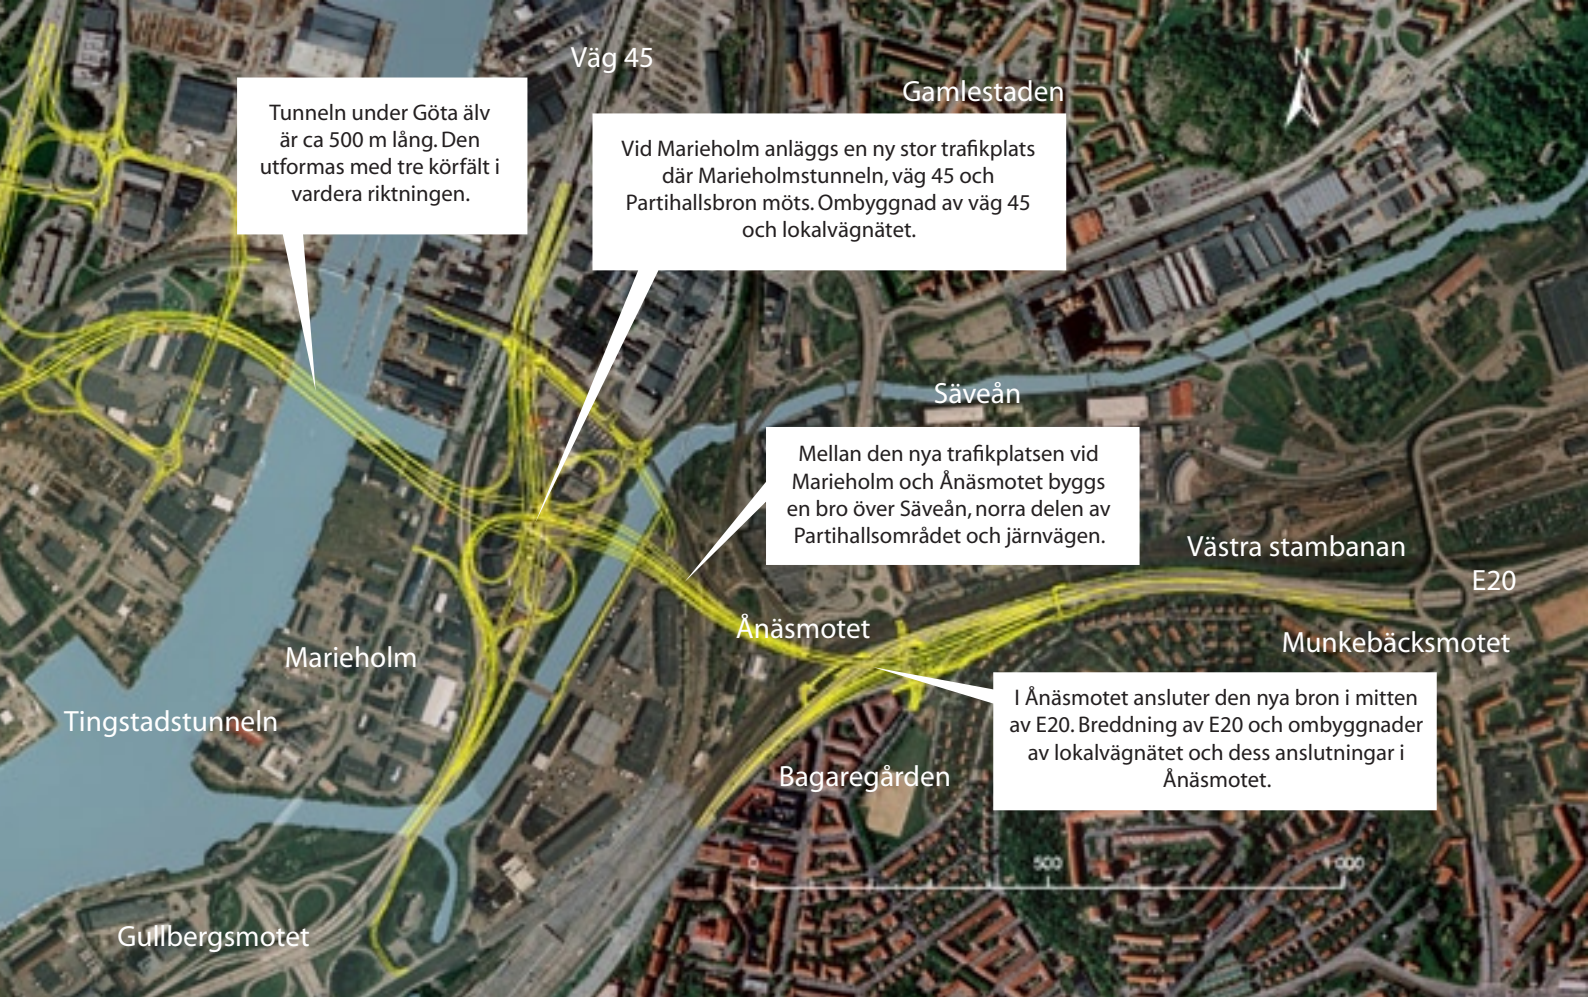 Väg 45
Gamlestaden
N
Tunneln under Göta älv
är ca 500 m lång. Den
utformas med tre körfält i
vardera riktningen.
Vid Marieholm anläggs en ny stor trafikplats
där Marieholmstunneln, väg 45 och
Partihallsbron möts. Ombyggnad av väg 45
och lokalvägnätet.
Säveån
Mellan den nya trafikplatsen vid
Marieholm och Ånäsmotet byggs
en bro över Säveån, norra delen av
Partihallsområdet och järnvägen.
Västra stambanan
E20
Ånäsmotet
Munkebäcksmotet
Marieholm
I Ånäsmotet ansluter den nya bron i mitten
av E20. Breddning av E20 och ombyggnader
av lokalvägnätet och dess anslutningar i
Ånäsmotet.
Tingstadstunneln
Bagaregården
0 500 1 000
Gullbergsmotet